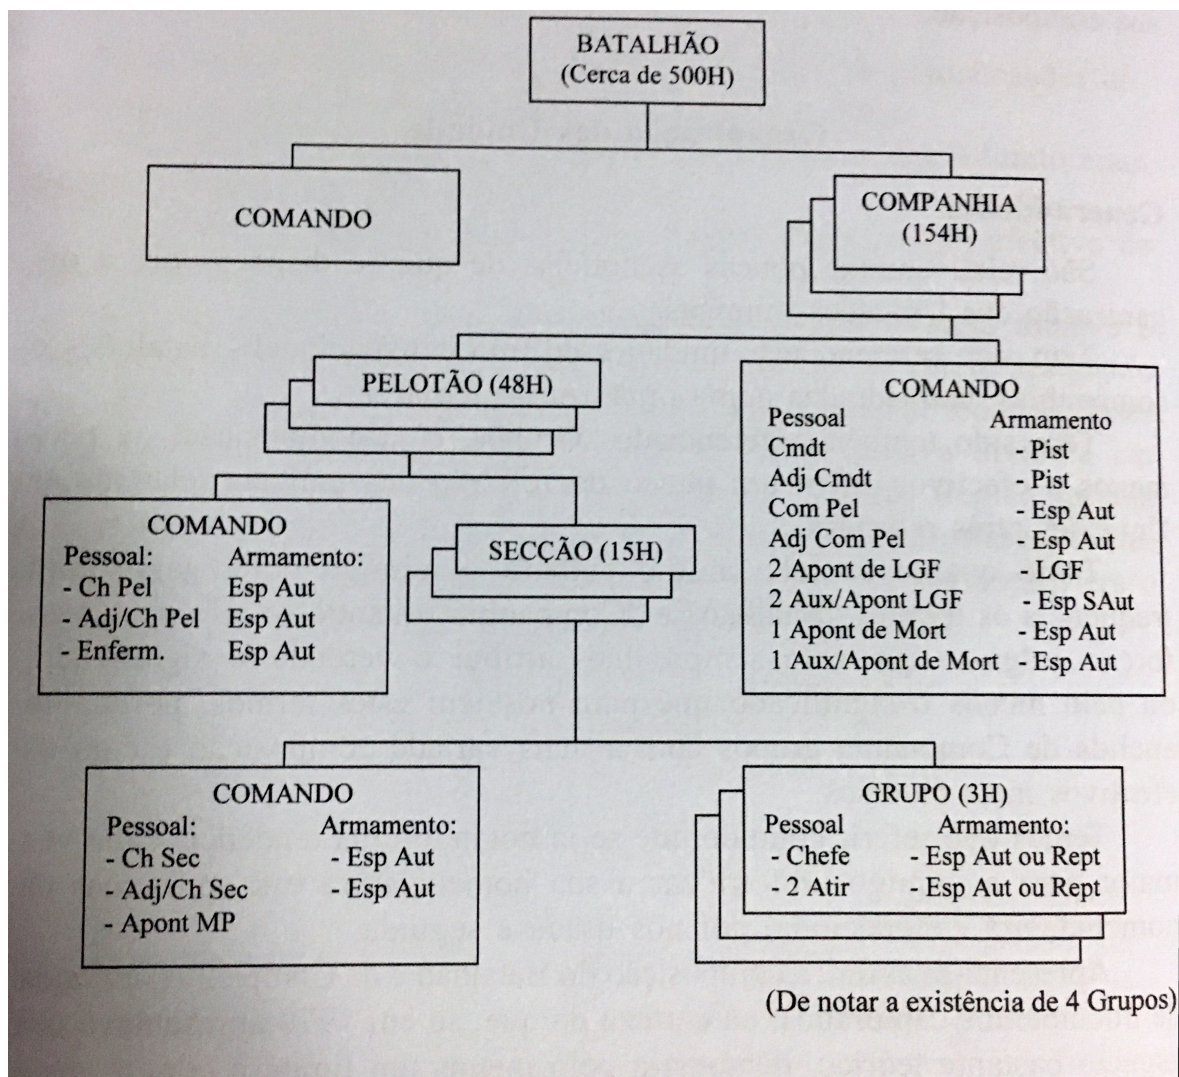 BATALHÃO
(Cerca de 500H)
COMANDO
COMPANHIA
(154H)
PELOTÃO (48H)
COMANDO
Pessoal Armamento
Cmdt - Pist
Adj Cmdt - Pist
Com Pel - Esp Aut
Adj Com Pel - Esp Aut
2 Apont de LGF - LGF
2 Aux/Apont LGF - Esp SAut
1 Apont de Mort - Esp Aut
1 Aux/Apont de Mort - Esp Aut
COMANDO
Pessoal: Armamento:
- Ch Pel Esp Aut
- Adj/Ch Pel Esp Aut
- Enferm. Esp Aut
SECÇÃO (15H)
COMANDO
Pessoal: Armamento:
- Ch Sec - Esp Aut
- Adj/Ch Sec - Esp Aut
- Apont MP
GRUPO (3H)
Pessoal Armamento:
- Chefe - Esp Aut ou Rept
- 2 Atir - Esp Aut ou Rept
(De notar a existência de 4 Grupos)